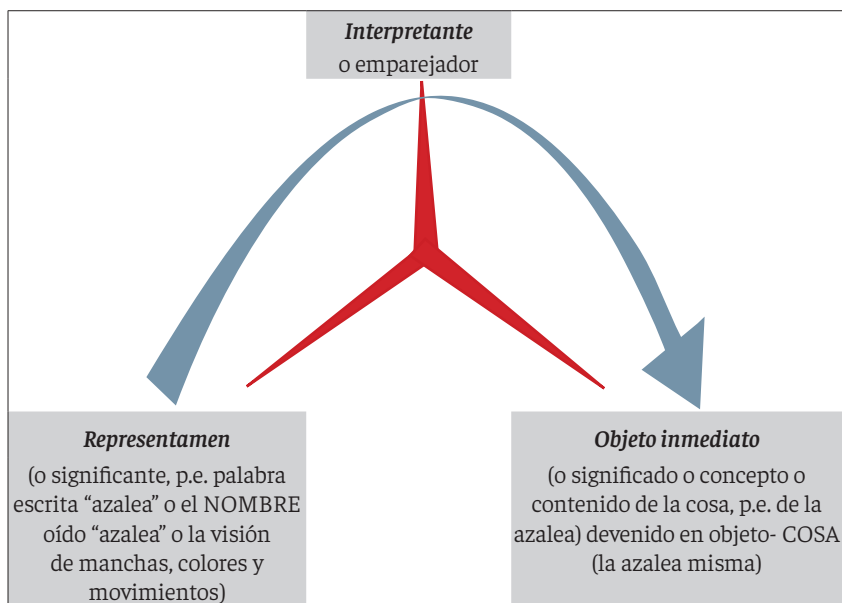 Interpretante
o emparejador
Representamen
(o significante, p.e. palabra
escrita “azalea” o el NOMBRE
oído “azalea” o la visión
de manchas, colores y
movimientos)
Objeto inmediato
(o significado o concepto o
contenido de la cosa, p.e. de la
azalea) devenido en objeto- COSA
(la azalea misma)